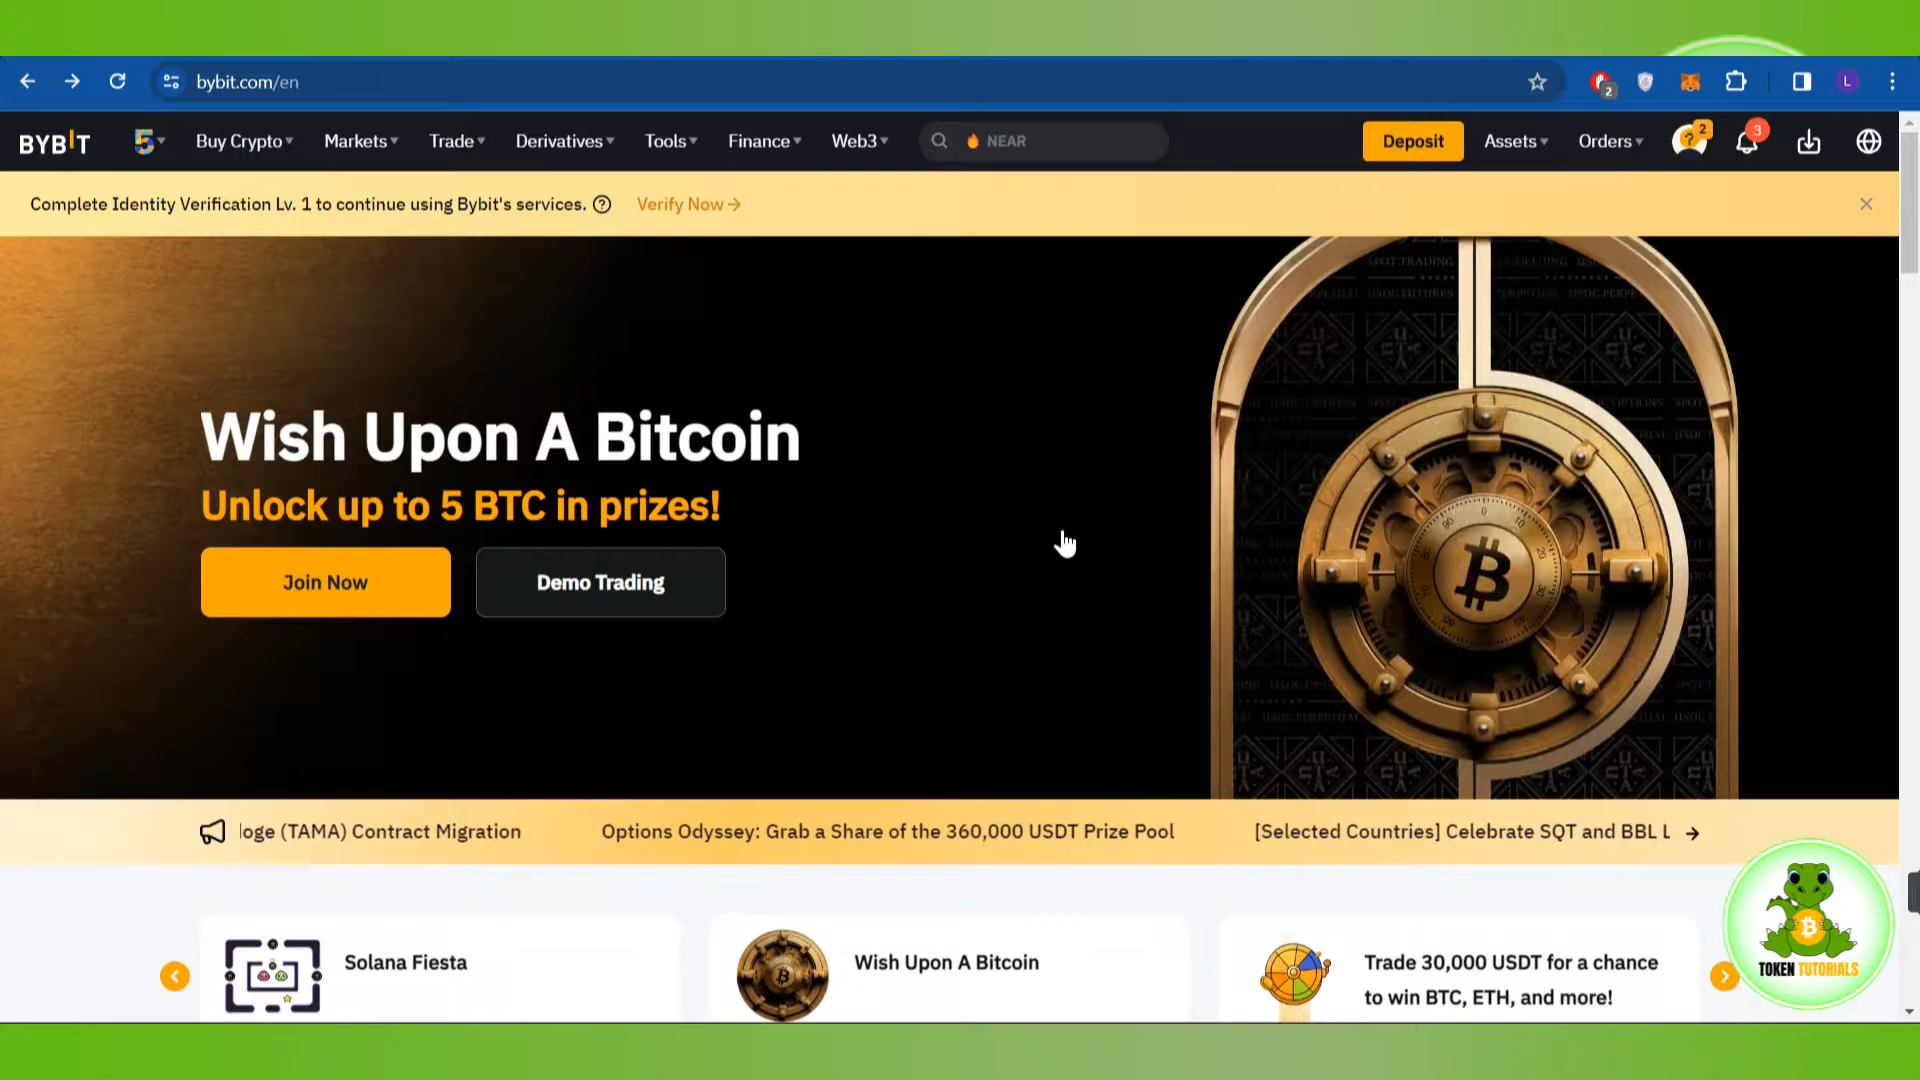 bybit.com/en
2
L
BYBIT
5
Buy Crypto
Markets
Trade
Derivatives
Tools
Finance
Web3
NEAR
Deposit
Assets
Orders
2
3
Complete Identity Verification Lv. 1 to continue using Bybit's services.
Verify Now →
Wish Upon A Bitcoin
Unlock up to 5 BTC in prizes!
Join Now
Demo Trading
loge (TAMA) Contract Migration
Options Odyssey: Grab a Share of the 360,000 USDT Prize Pool
[Selected Countries] Celebrate SQT and BBL L
Solana Fiesta
Wish Upon A Bitcoin
Trade 30,000 USDT for a chance
to win BTC, ETH, and more!
TOKEN TUTORIALS